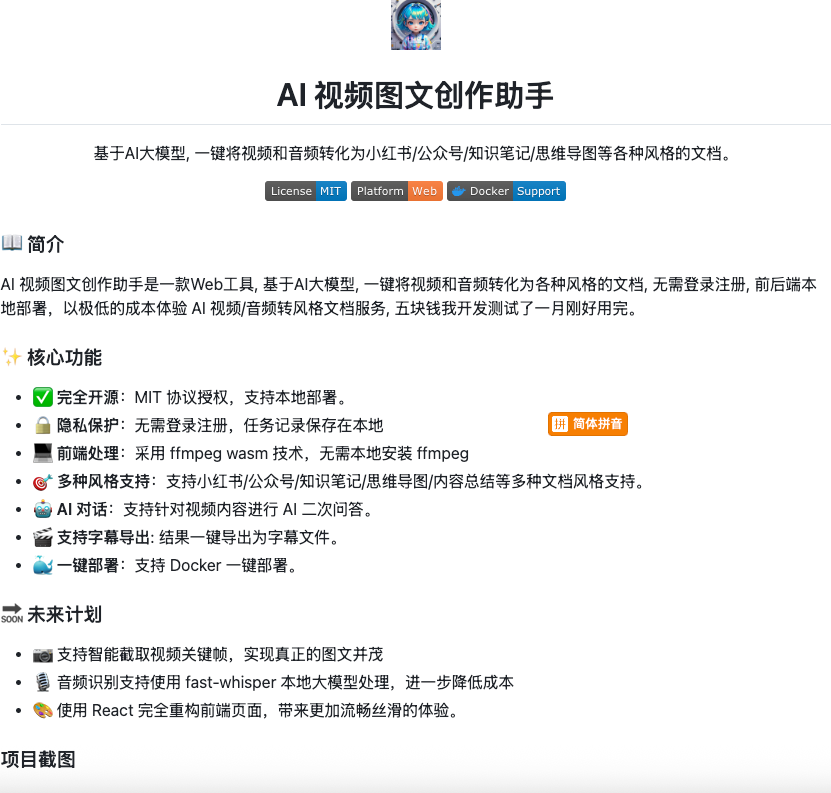 AI 视频图文创作助手
基于AI大模型, 一键将视频和音频转化为小红书/公众号/知识笔记/思维导图等各种风格的文档。
License MIT Platform Web Docker Support
📖 简介
AI 视频图文创作助手是一款Web工具, 基于AI大模型, 一键将视频和音频转化为各种风格的文档, 无需登录注册, 前后端本
地部署，以极低的成本体验 AI 视频/音频转风格文档服务, 五块钱我开发测试了一月刚好用完。
✨ 核心功能
• ✅ 完全开源：MIT 协议授权，支持本地部署。
• 🔒 隐私保护：无需登录注册，任务记录保存在本地
拼 简体拼音
• 💻 前端处理：采用 ffmpeg wasm 技术，无需本地安装 ffmpeg
• 🎯 多种风格支持：支持小红书/公众号/知识笔记/思维导图/内容总结等多种文档风格支持。
• 🤖 AI 对话：支持针对视频内容进行 AI 二次问答。
• 🎬 支持字幕导出: 结果一键导出为字幕文件。
• 🐳 一键部署：支持 Docker 一键部署。
🔜 未来计划
• 📷 支持智能截取视频关键帧，实现真正的图文并茂
• 🎙️ 音频识别支持使用 fast-whisper 本地大模型处理，进一步降低成本
• 🎨 使用 React 完全重构前端页面，带来更加流畅丝滑的体验。
项目截图